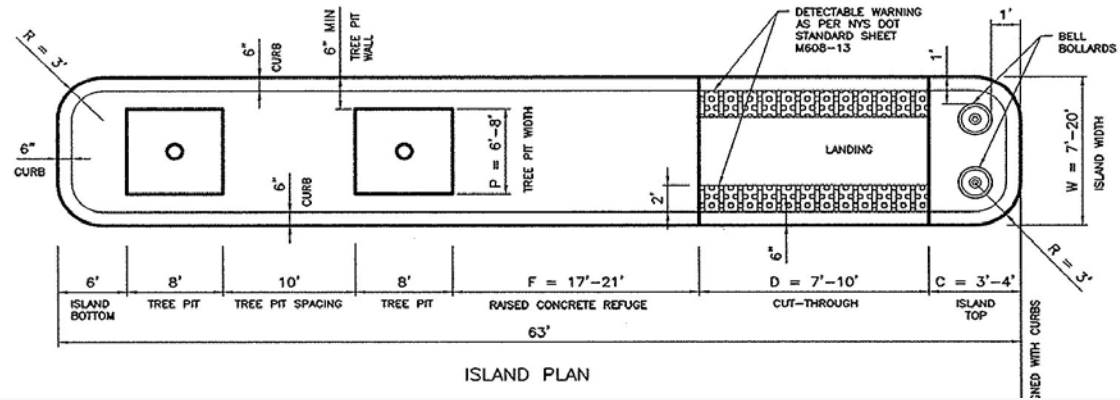 DETECTABLE WARNING
AS PER NYS DOT
STANDARD SHEET
M608-13
1'
BELL
BOLLARDS
R = 3'
6"
CURB
6" MIN
TREE PIT
WALL
1'
6"
CURB
P = 6'-8'
TREE PIT WIDTH
LANDING
W = 7'-20'
ISLAND WIDTH
6"
CURB
2'
6"
R = 3'
6'
8'
10'
8'
F = 17'-21'
D = 7'-10'
C = 3'-4'
ISLAND
BOTTOM
TREE PIT
TREE PIT SPACING
TREE PIT
RAISED CONCRETE REFUGE
CUT-THROUGH
ISLAND
TOP
63'
ISLAND PLAN
GNED WITH CURBS